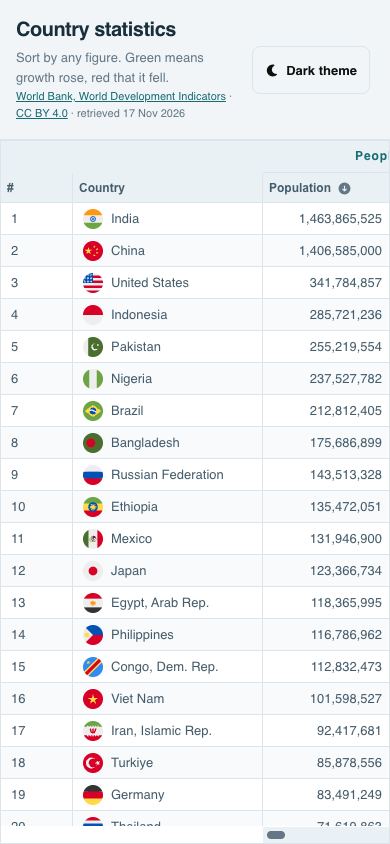 Country statistics
Sort by any figure. Green means
growth rose, red that it fell.
World Bank, World Development Indicators ·
CC BY 4.0 · retrieved 17 Nov 2026
Dark theme
Peopl
# Country Population
1 India 1,463,865,525
2 China 1,406,585,000
3 United States 341,784,857
4 Indonesia 285,721,236
5 Pakistan 255,219,554
6 Nigeria 237,527,782
7 Brazil 212,812,405
8 Bangladesh 175,686,899
9 Russian Federation 143,513,328
10 Ethiopia 135,472,051
11 Mexico 131,946,900
12 Japan 123,366,734
13 Egypt, Arab Rep. 118,365,995
14 Philippines 116,786,962
15 Congo, Dem. Rep. 112,832,473
16 Viet Nam 101,598,527
17 Iran, Islamic Rep. 92,417,681
18 Turkiye 85,878,556
19 Germany 83,491,249
20 Thailand